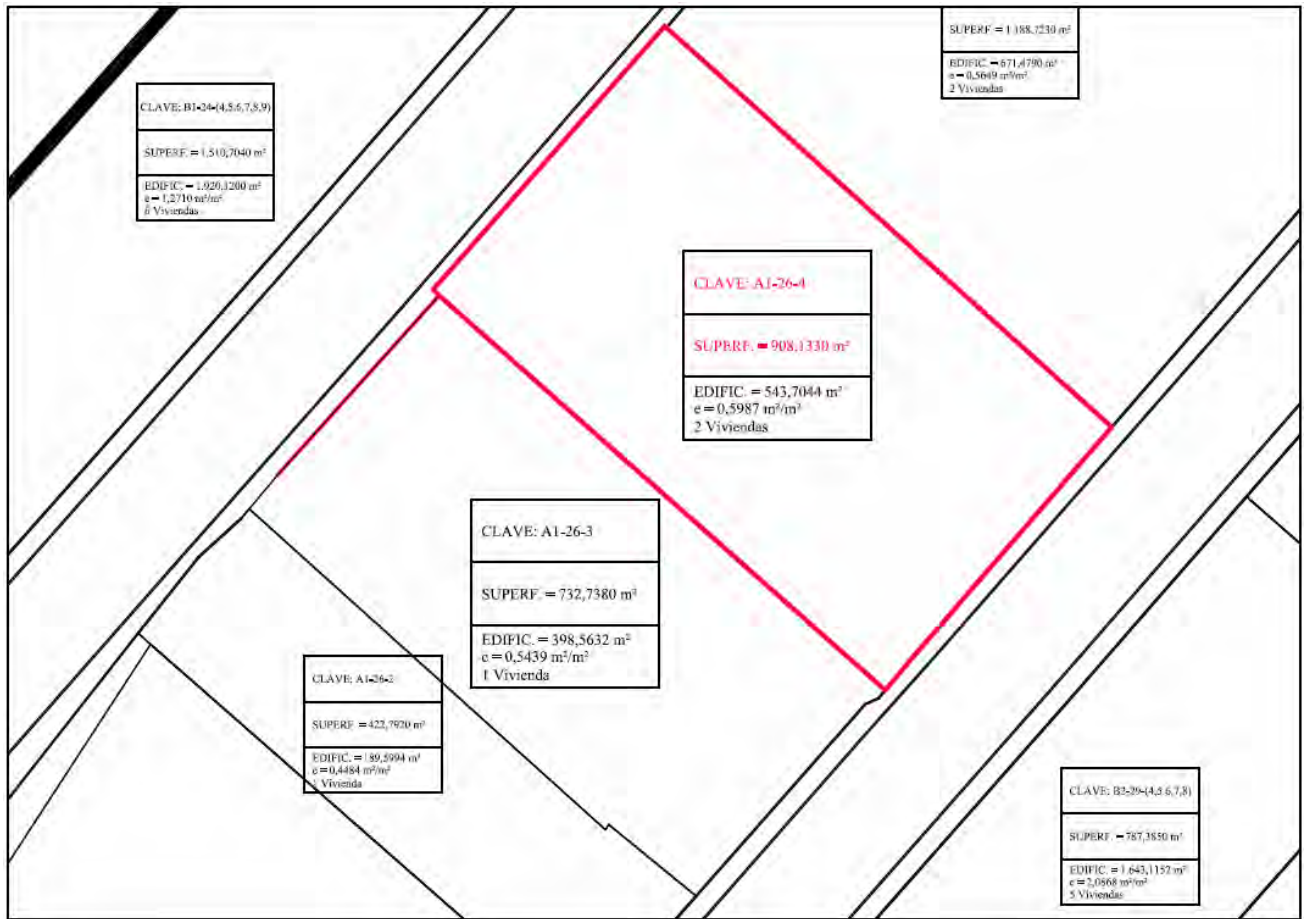 SUPERF. = 1.188,7230 m²
EDIFIC. = 671,4790 m²
e = 0,5649 m²/m²
2 Viviendas
CLAVE: B1-24-(4,5,6,7,8,9)
SUPERF. = 1.510,7040 m²
EDIFIC. = 1.920,1200 m²
e = 1,2710 m²/m²
6 Viviendas
CLAVE: A1-26-4
SUPERF. = 908,1330 m²
EDIFIC. = 543,7044 m²
e = 0,5987 m²/m²
2 Viviendas
CLAVE: A1-26-3
SUPERF. = 732,7380 m²
EDIFIC. = 398,5632 m²
e = 0,5439 m²/m²
1 Vivienda
CLAVE: A1-26-2
SUPERF. = 422,7920 m²
EDIFIC. = 189,5994 m²
e = 0,4484 m²/m²
1 Vivienda
CLAVE: B2-29-(4,5,6,7,8)
SUPERF. = 787,3850 m²
EDIFIC. = 1.643,1152 m²
e = 2,0868 m²/m²
5 Viviendas